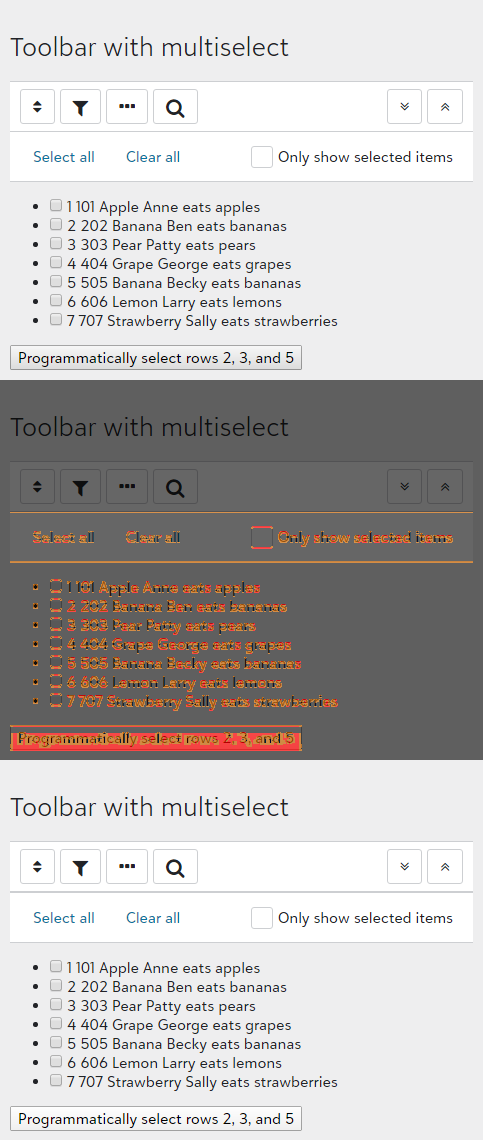 Toolbar with multiselect
Select all Clear all Only show selected items
1 101 Apple Anne eats apples
2 202 Banana Ben eats bananas
3 303 Pear Patty eats pears
4 404 Grape George eats grapes
5 505 Banana Becky eats bananas
6 606 Lemon Larry eats lemons
7 707 Strawberry Sally eats strawberries
Programmatically select rows 2, 3, and 5
Toolbar with multiselect
Select all Clear all Only show selected items
1 101 Apple Anne eats apples
2 202 Banana Ben eats bananas
3 303 Pear Patty eats pears
4 404 Grape George eats grapes
5 505 Banana Becky eats bananas
6 606 Lemon Larry eats lemons
7 707 Strawberry Sally eats strawberries
Programmatically select rows 2, 3, and 5
Toolbar with multiselect
Select all Clear all Only show selected items
1 101 Apple Anne eats apples
2 202 Banana Ben eats bananas
3 303 Pear Patty eats pears
4 404 Grape George eats grapes
5 505 Banana Becky eats bananas
6 606 Lemon Larry eats lemons
7 707 Strawberry Sally eats strawberries
Programmatically select rows 2, 3, and 5